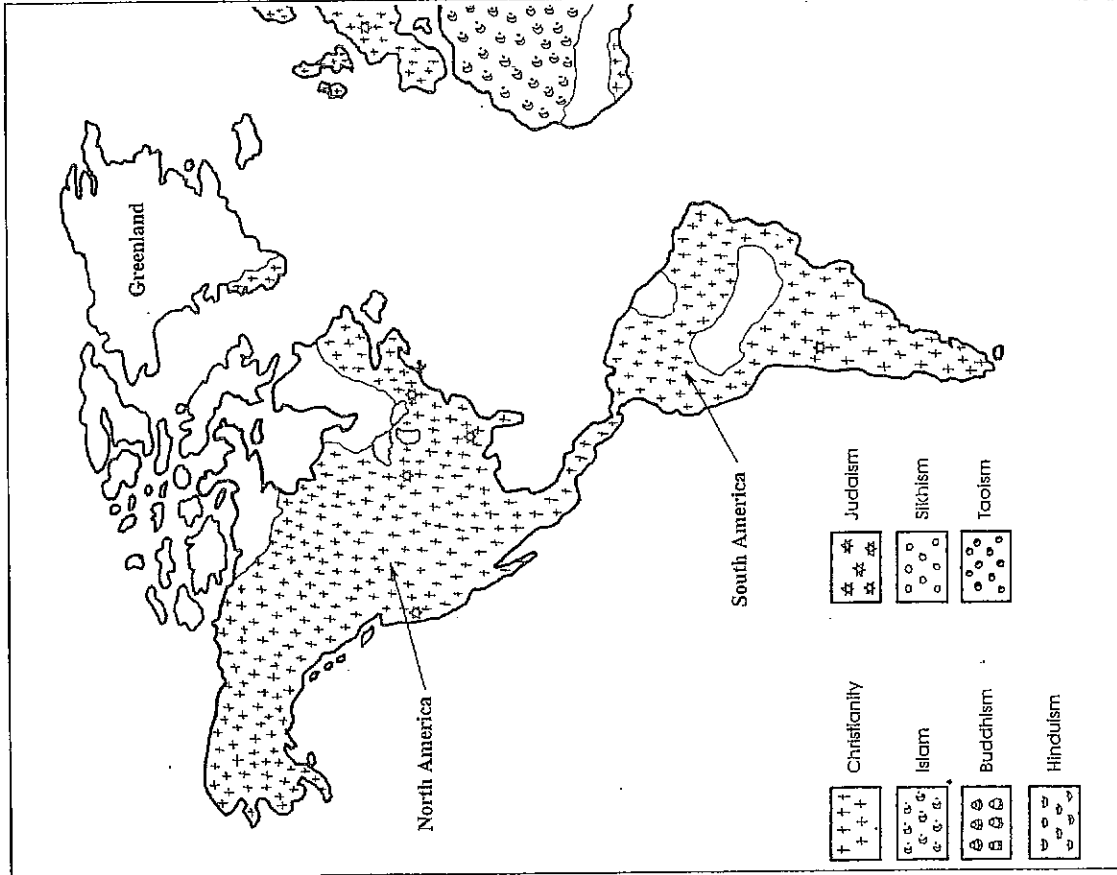 Greenland
North America
South America
Christianity
Islam
Buddhism
Hinduism
Judaism
Sikhism
Taoism